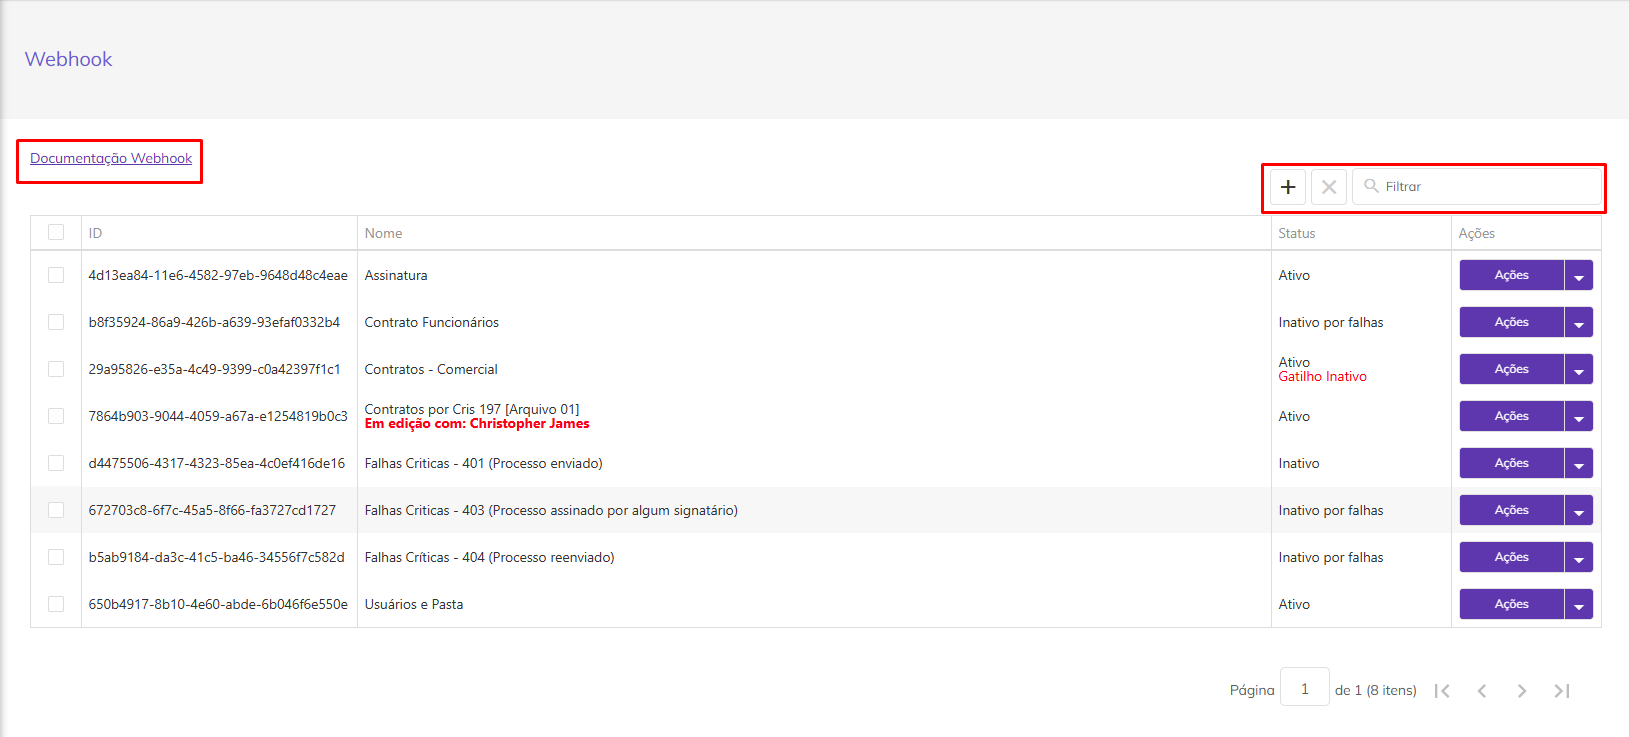 Webhook
Documentação Webhook
Filtrar
ID Nome Status Ações
4d13ea84-11e6-4582-97eb-9648d48c4eae Assinatura Ativo Ações
b8f35924-86a9-426b-a639-93efaf0332b4 Contrato Funcionários Inativo por falhas Ações
29a95826-e35a-4c49-9399-c0a42397f1c1 Contratos - Comercial Ativo Ações
Gatilho Inativo
7864b903-9044-4059-a67a-e1254819b0c3 Contratos por Cris 197 [Arquivo 01] Ativo Ações
Em edição com: Christopher James
d4475506-4317-4323-85ea-4c0ef416de16 Falhas Criticas - 401 (Processo enviado) Inativo Ações
672703c8-6f7c-45a5-8f66-fa3727cd1727 Falhas Criticas - 403 (Processo assinado por algum signatário) Inativo por falhas Ações
b5ab9184-da3c-41c5-ba46-34556f7c582d Falhas Críticas - 404 (Processo reenviado) Inativo por falhas Ações
650b4917-8b10-4e60-abde-6b046f6e550e Usuários e Pasta Ativo Ações
Página 1 de 1 (8 itens)